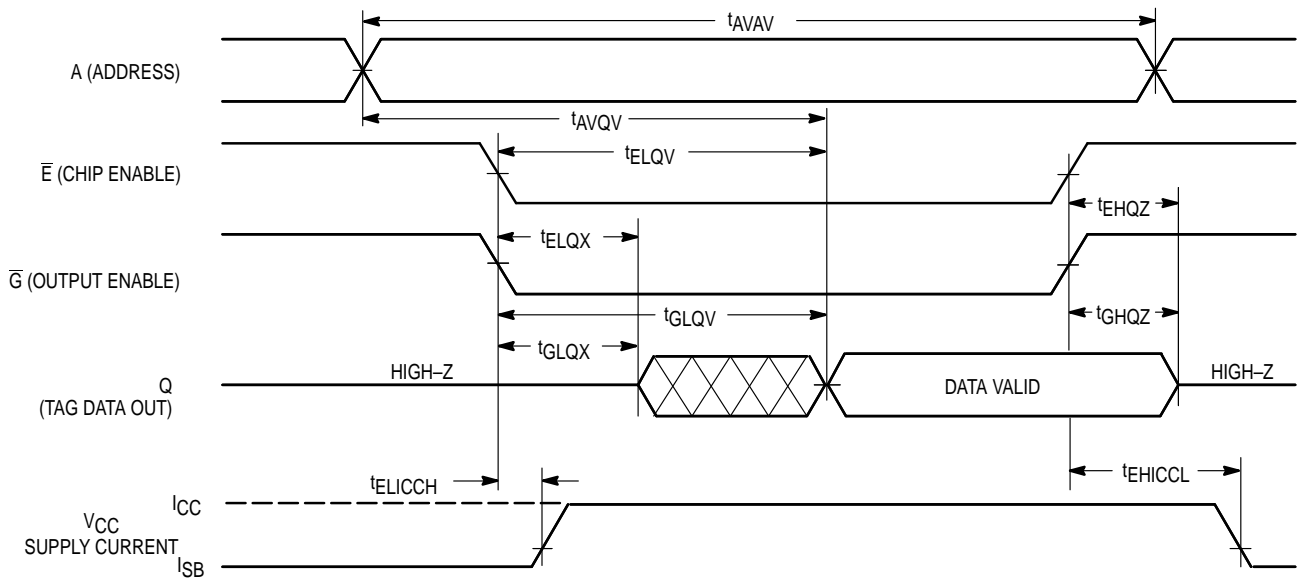 tAVAV
A (ADDRESS)
tAVQV
E̅ (CHIP ENABLE)
tELQV
tEHQZ
tELQX
G̅ (OUTPUT ENABLE)
tGLQV
tGHQZ
tGLQX
Q
(TAG DATA OUT)
HIGH–Z
DATA VALID
HIGH–Z
tELICCH
tEHICCL
ICC
VCC
SUPPLY CURRENT
ISB